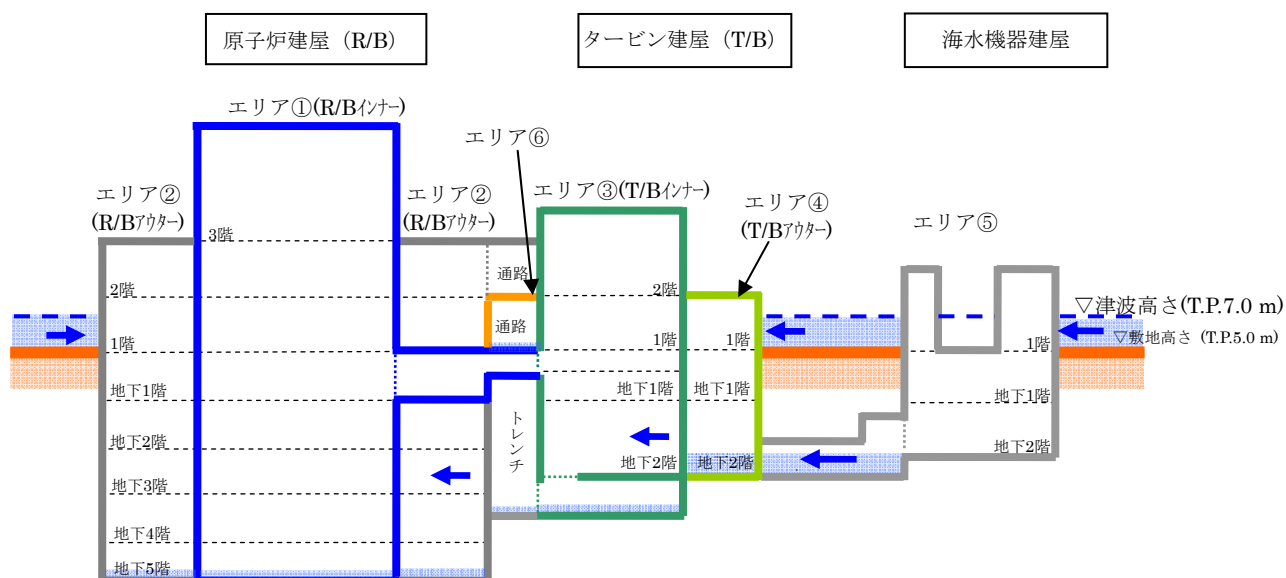 原子炉建屋（R/B）
タービン建屋（T/B）
海水機器建屋
エリア①(R/Bインナー)
エリア⑥
エリア②
(R/Bアウター)
エリア②
(R/Bアウター)
エリア③(T/Bインナー)
エリア④
(T/Bアウター)
エリア⑤
3階
通路
2階
2階
▽津波高さ(T.P.7.0 m)
通路
▽敷地高さ (T.P.5.0 m)
1階
1階
1階
1階
地下1階
地下1階
地下1階
地下1階
トレンチ
地下2階
地下2階
地下2階
地下2階
地下3階
地下4階
地下5階